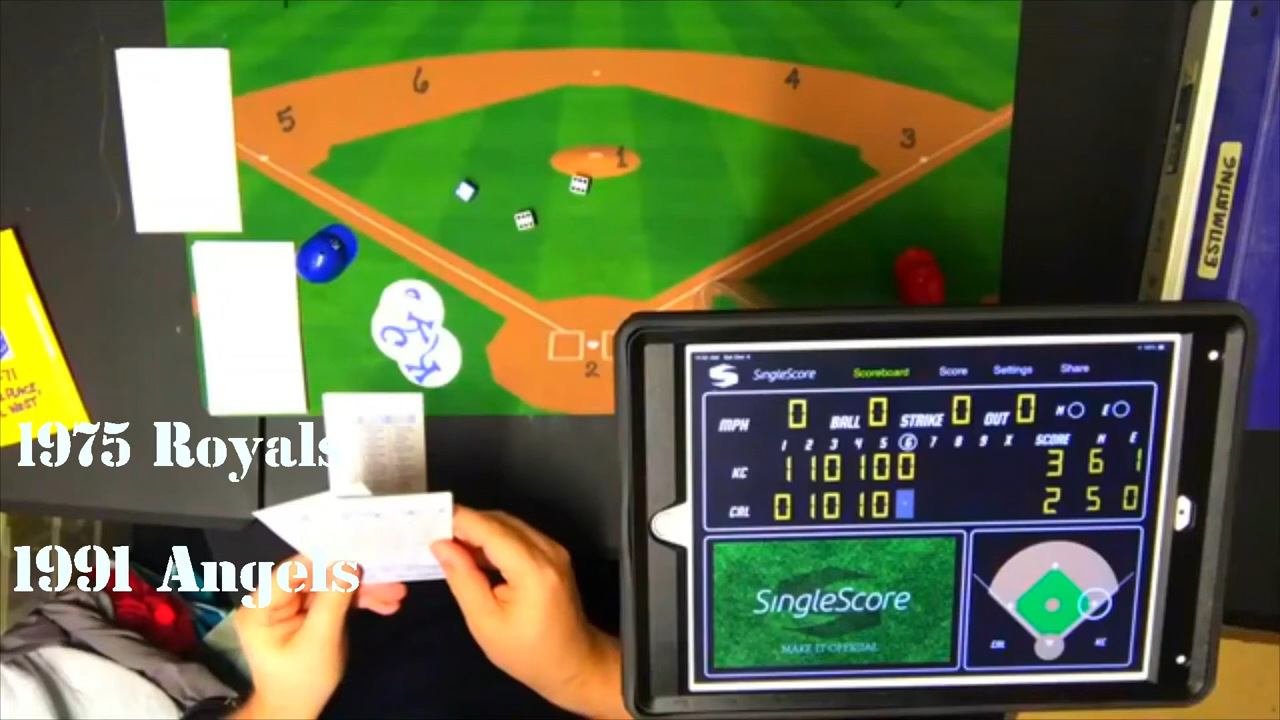 6
4
5
3
1
2
ESTIMATING
71
PLACE,
WEST'
1975 Royals
1991 Angels
KC
SINGLESCORE Scoreboard Score Settings Share
MPH 0 BALL 0 STRIKE 0 OUT 0 H E
1 2 3 4 5 6 7 8 9 X SCORE H E
KC 1 1 0 1 0 0 3 6 1
CAL 0 1 0 1 0 2 5 0
SINGLESCORE
MAKE IT OFFICIAL
CAL KC